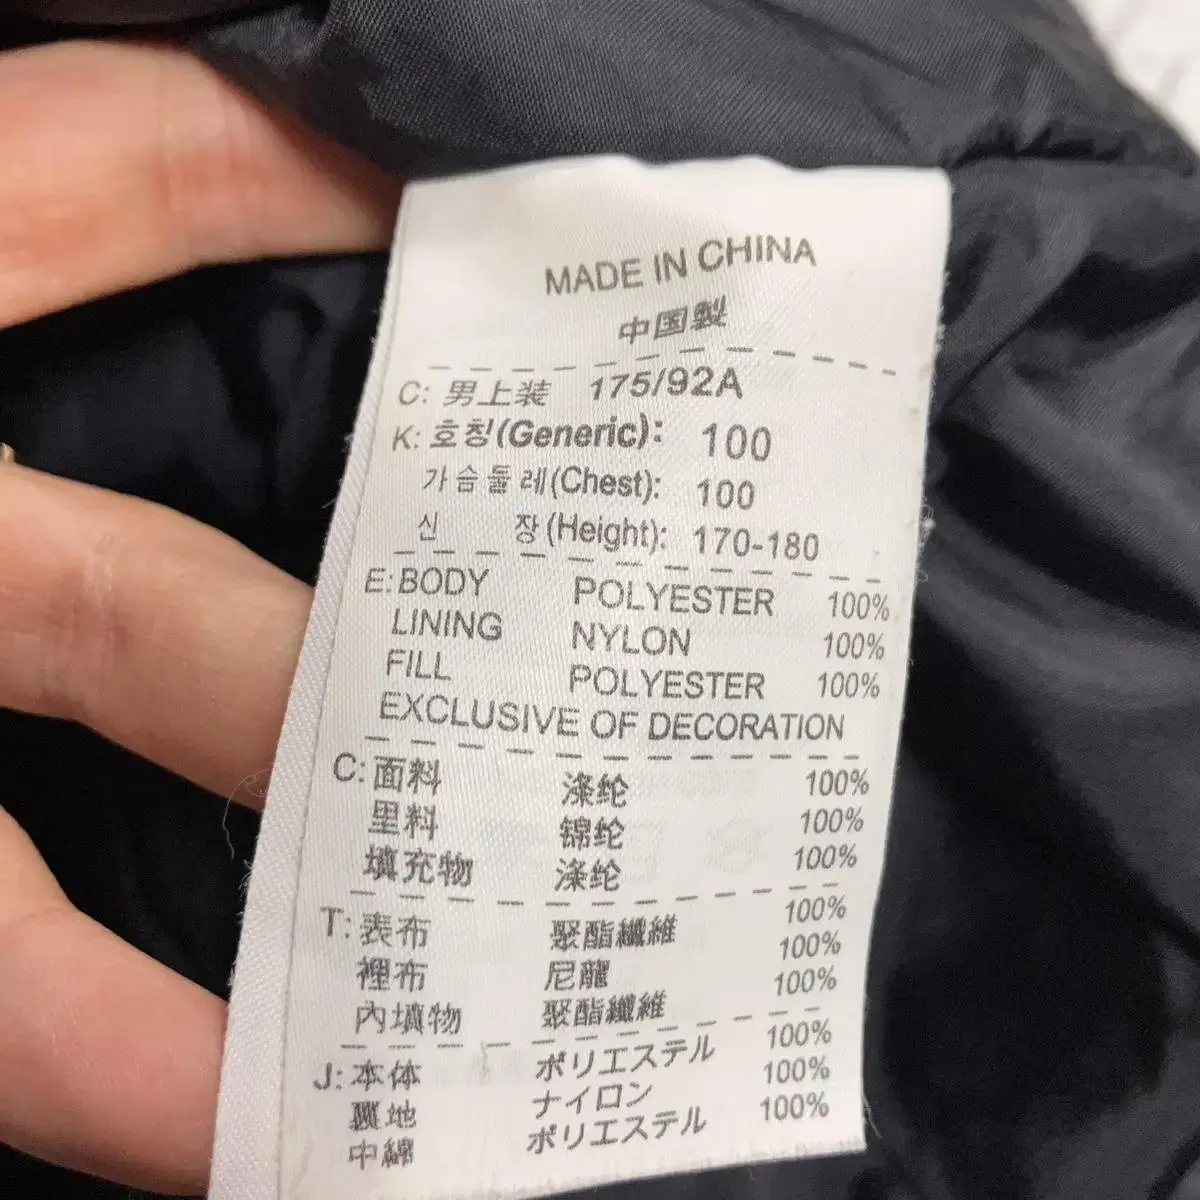 MADE IN CHINA
中国製
C: 男上装 175/92A
K: 호칭(Generic): 100
가슴둘레(Chest): 100
신 장(Height): 170-180
E: BODY POLYESTER 100%
LINING NYLON 100%
FILL POLYESTER 100%
EXCLUSIVE OF DECORATION
C: 面料 涤纶 100%
里料 锦纶 100%
填充物 涤纶 100%
T: 表布 聚酯纖維 100%
裡布 尼龍 100%
內填物 聚酯纖維 100%
J: 本体 ポリエステル 100%
裏地 ナイロン 100%
中綿 ポリエステル 100%